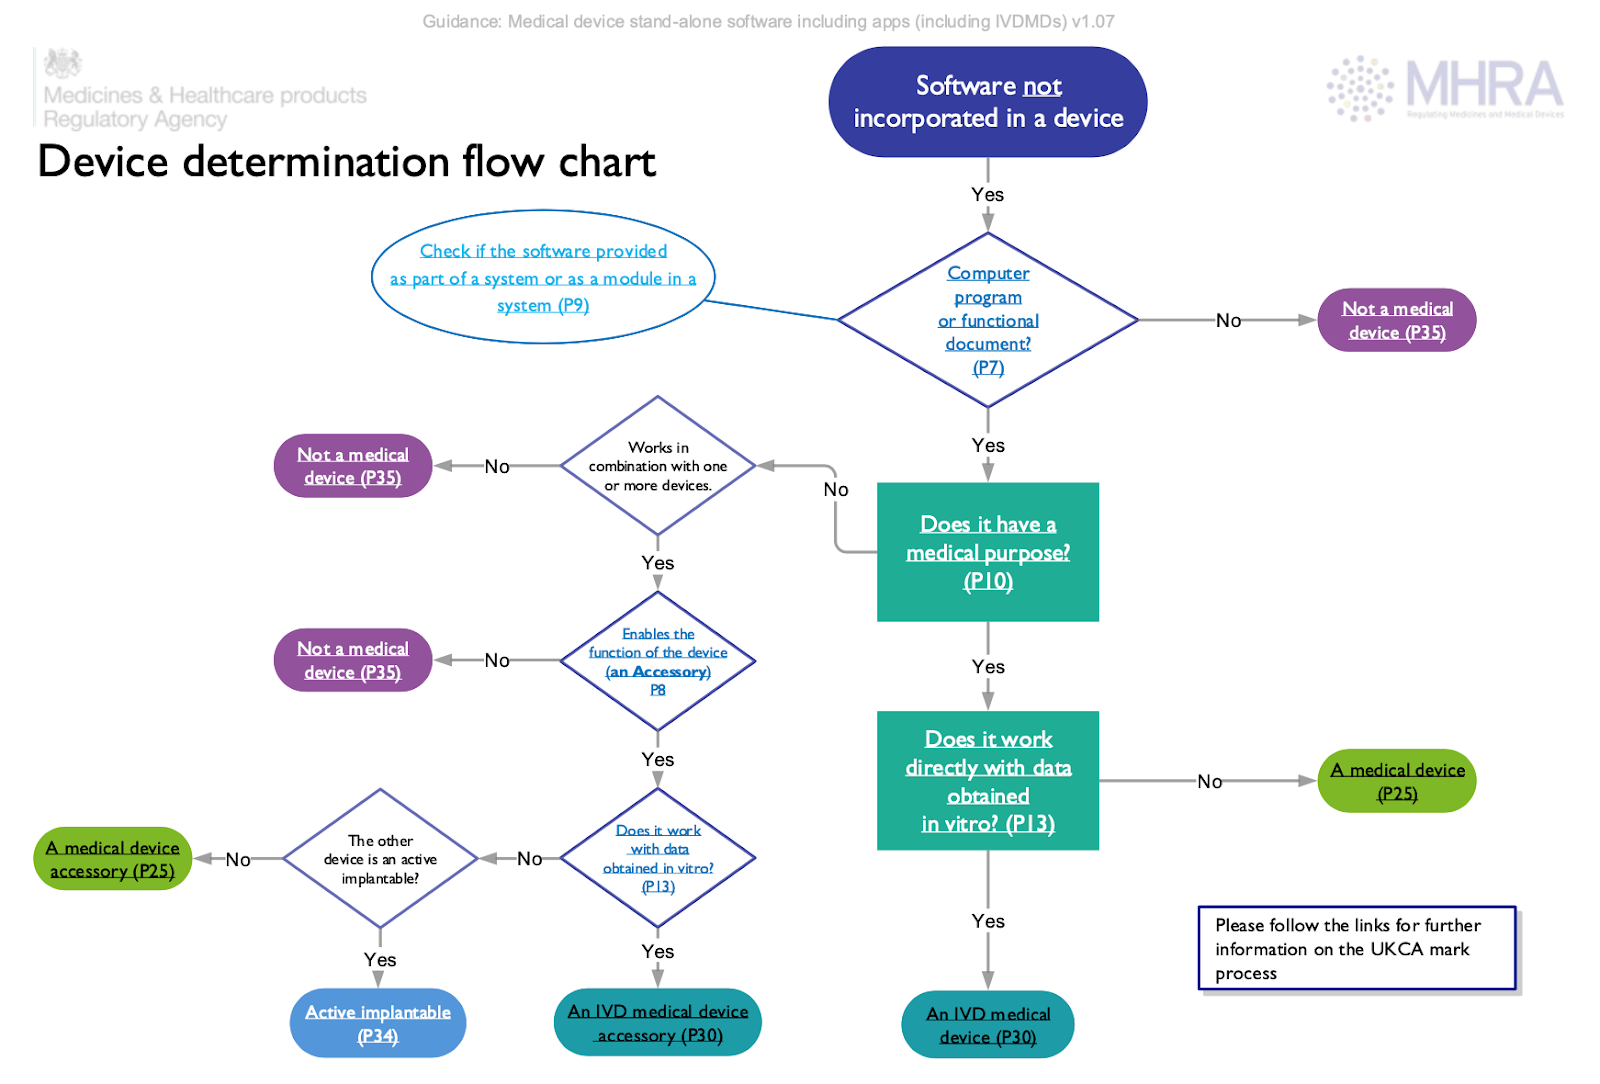 Guidance: Medical device stand-alone software including apps (including IVDMDs) v1.07
Medicines & Healthcare products
Regulatory Agency
MHRA
Regulating Medicines and Medical Devices
Device determination flow chart
Software not
incorporated in a device
Yes
Check if the software provided
as part of a system or as a module in a
system (P9)
Computer
program
or functional
document?
(P7)
No
Not a medical
device (P35)
Yes
Not a medical
device (P35)
No
Works in
combination with one
or more devices.
No
Does it have a
medical purpose?
(P10)
Yes
Not a medical
device (P35)
No
Enables the
function of the device
(an Accessory)
P8
Yes
Yes
Does it work
directly with data
obtained
in vitro? (P13)
No
A medical device
(P25)
A medical device
accessory (P25)
No
The other
device is an active
implantable?
No
Does it work
with data
obtained in vitro?
(P13)
Yes
Yes
Yes
Please follow the links for further
information on the UKCA mark
process
Active implantable
(P34)
An IVD medical device
accessory (P30)
An IVD medical
device (P30)